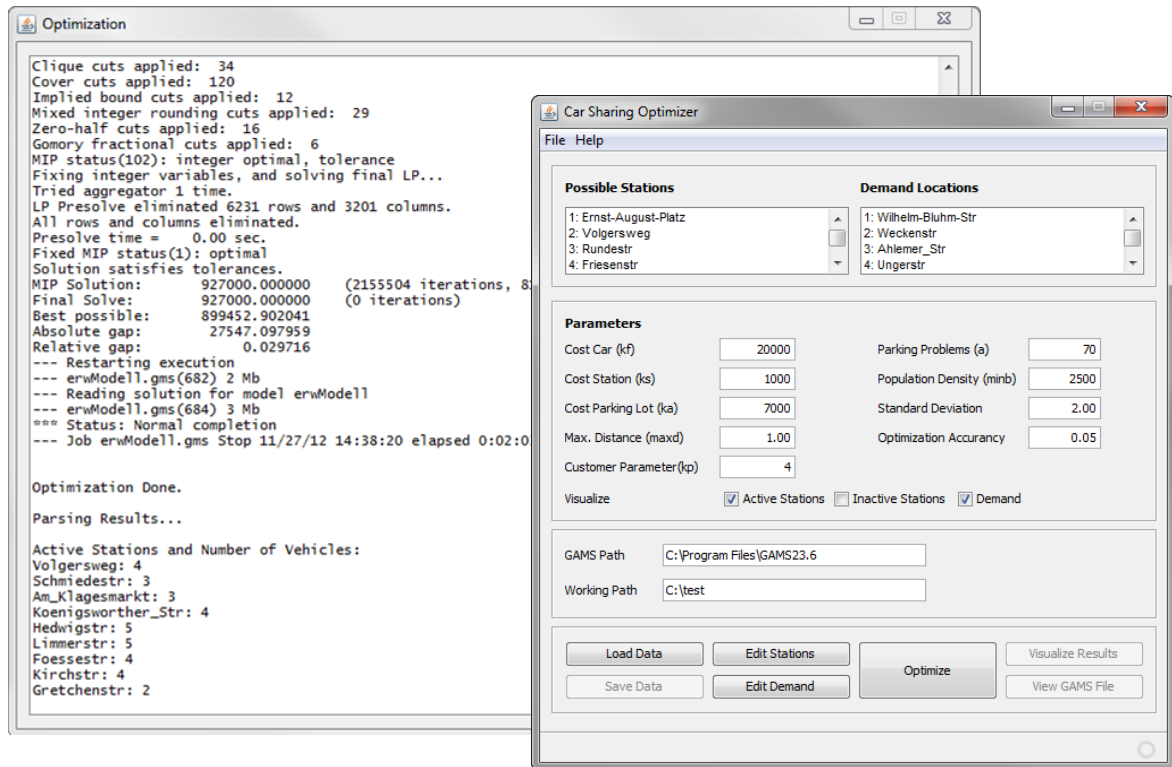 Optimization
Clique cuts applied:  34
Cover cuts applied:  120
Implied bound cuts applied:  12
Mixed integer rounding cuts applied:  29
Zero-half cuts applied:  16
Gomory fractional cuts applied:  6
MIP status(102): integer optimal, tolerance
Fixing integer variables, and solving final LP...
Tried aggregator 1 time.
LP Presolve eliminated 6231 rows and 3201 columns.
All rows and columns eliminated.
Presolve time =    0.00 sec.
Fixed MIP status(1): optimal
Solution satisfies tolerances.
MIP Solution:       927000.000000    (2155504 iterations,
Final Solve:        927000.000000    (0 iterations)
Best possible:      899452.902041
Absolute gap:        27547.097959
Relative gap:            0.029716
--- Restarting execution
--- erwModell.gms(682) 2 Mb
--- Reading solution for model erwModell
--- erwModell.gms(684) 3 Mb
*** Status: Normal completion
--- Job erwModell.gms Stop 11/27/12 14:38:20 elapsed 0:02:0
Optimization Done.
Parsing Results...
Active Stations and Number of Vehicles:
Volgersweg: 4
Schmiedestr: 3
Am_Klagesmarkt: 3
Koenigsworther_Str: 4
Hedwigstr: 5
Limmerstr: 5
Foessestr: 4
Kirchstr: 4
Gretchenstr: 2
Car Sharing Optimizer
File Help
Possible Stations
1: Ernst-August-Platz
2: Volgersweg
3: Rundestr
4: Friesenstr
Demand Locations
1: Wilhelm-Bluhm-Str
2: Weckenstr
3: Ahlemer_Str
4: Ungerstr
Parameters
Cost Car (kf) 20000 Parking Problems (a) 70
Cost Station (ks) 1000 Population Density (minb) 2500
Cost Parking Lot (ka) 7000 Standard Deviation 2.00
Max. Distance (maxd) 1.00 Optimization Accurancy 0.05
Customer Parameter(kp) 4
Visualize Active Stations Inactive Stations Demand
GAMS Path C:\Program Files\GAMS23.6
Working Path C:\test
Load Data Edit Stations Optimize Visualize Results
Save Data Edit Demand View GAMS File